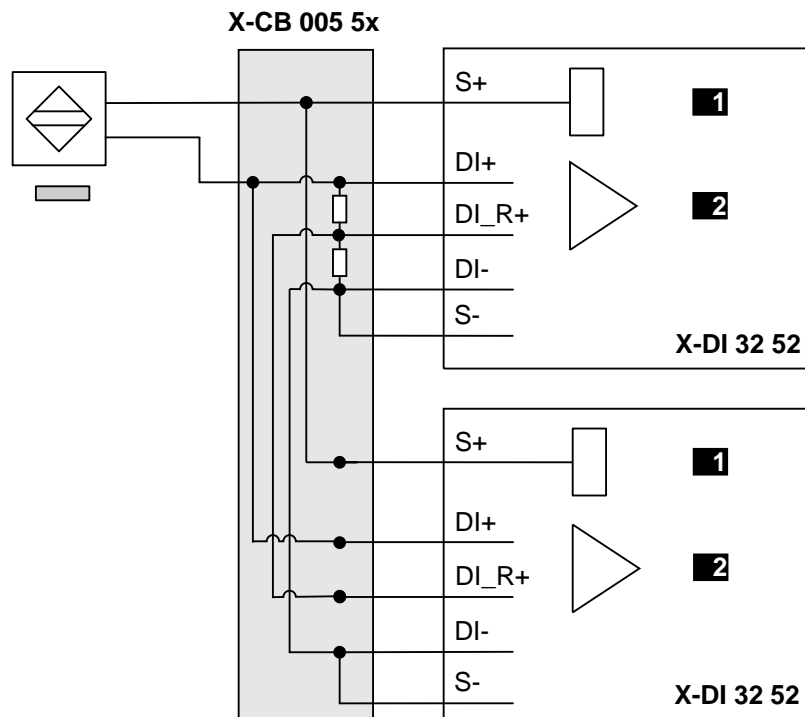 X-CB 005 5x
S+
1
DI+
2
DI_R+
DI-
S-
X-DI 32 52
S+
1
DI+
2
DI_R+
DI-
S-
X-DI 32 52